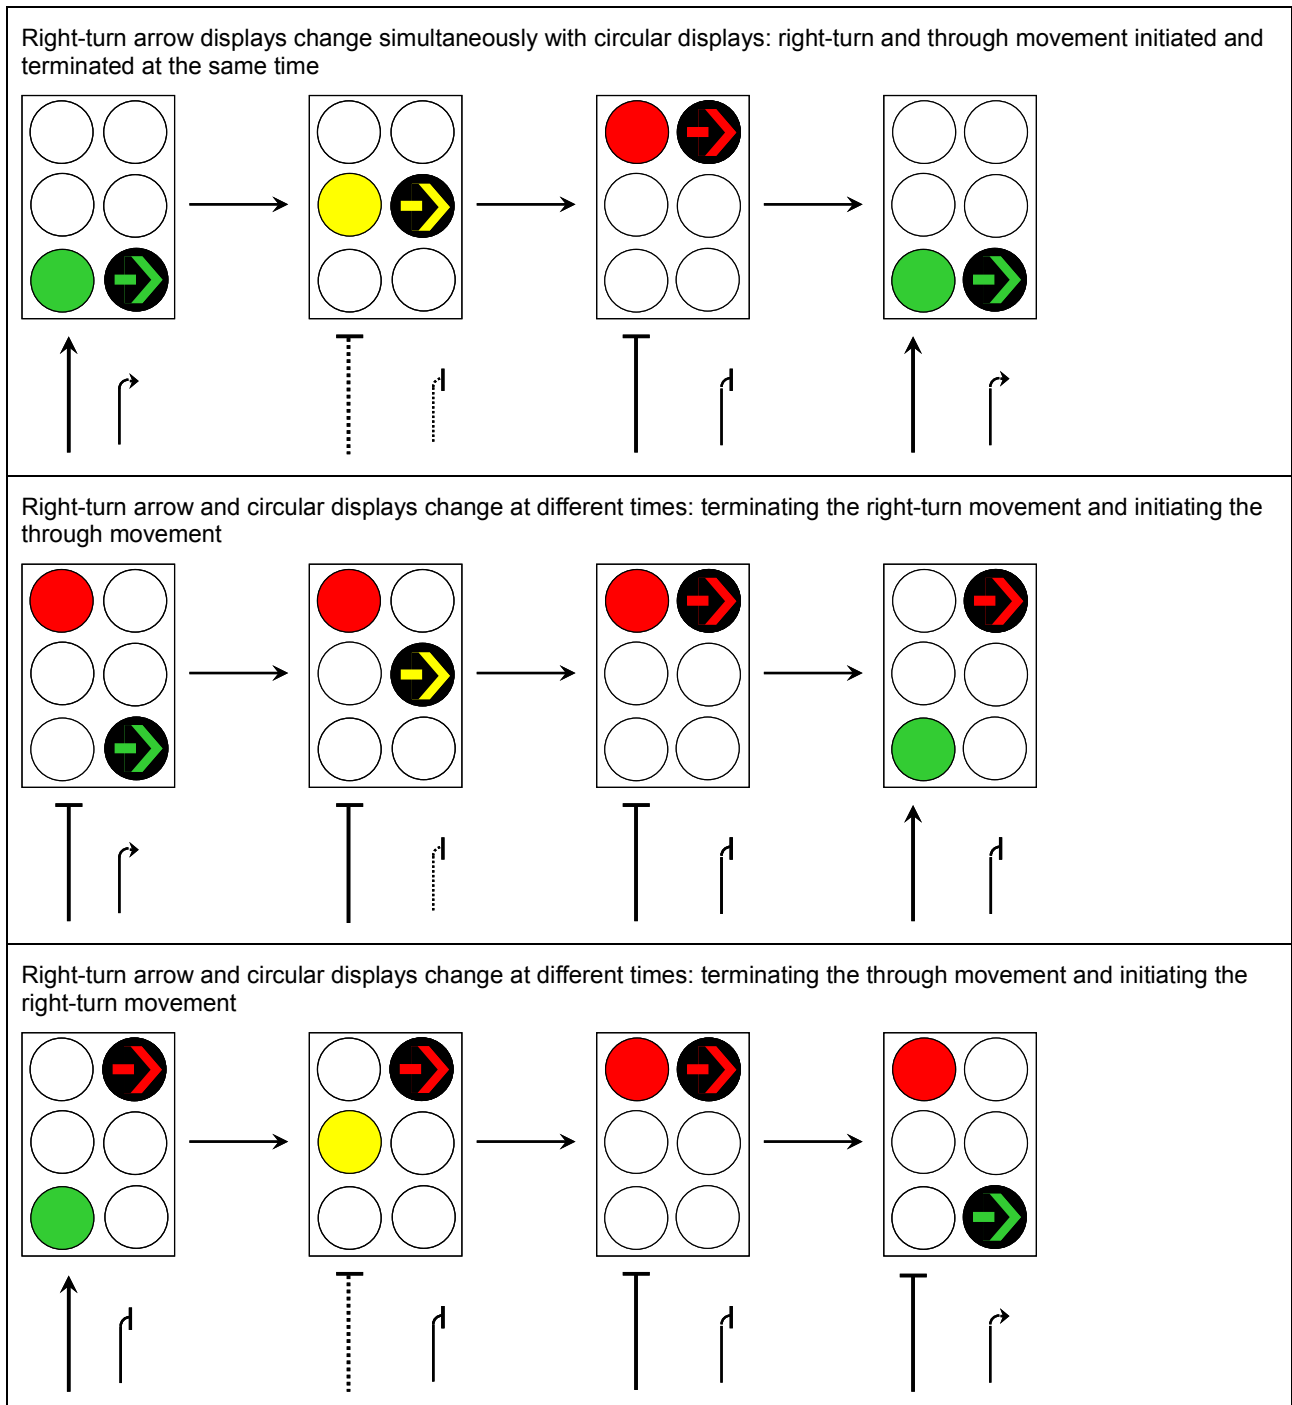 Right-turn arrow displays change simultaneously with circular displays: right-turn and through movement initiated and
terminated at the same time
Right-turn arrow and circular displays change at different times: terminating the right-turn movement and initiating the
through movement
Right-turn arrow and circular displays change at different times: terminating the through movement and initiating the
right-turn movement